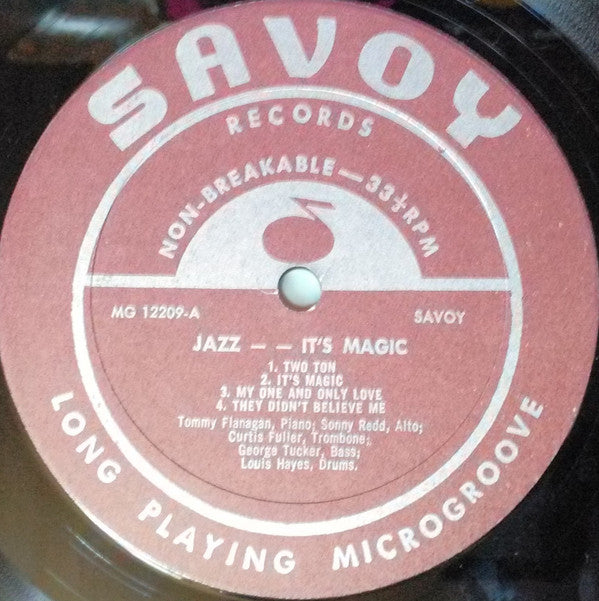 SAVOY
RECORDS
NON-BREAKABLE — 33⅓ RPM
MG 12209-A SAVOY
JAZZ — — IT'S MAGIC
1. TWO TON
2. IT'S MAGIC
3. MY ONE AND ONLY LOVE
4. THEY DIDN'T BELIEVE ME
Tommy Flanagan, Piano; Sonny Redd, Alto;
Curtis Fuller, Trombone;
George Tucker, Bass;
Louis Hayes, Drums.
LONG PLAYING MICROGROOVE